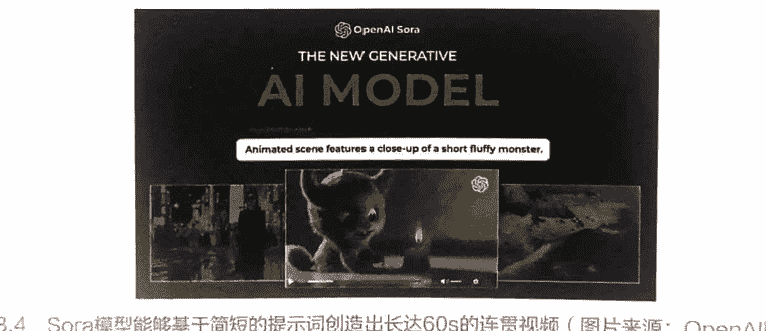 OpenAI Sora
THE NEW GENERATIVE
AI MODEL
Animated scene features a close-up of a short fluffy monster.
3.4 Sora模型能够基于简短的提示词创造出长达60s的连贯视频（图片来源：OpenAI